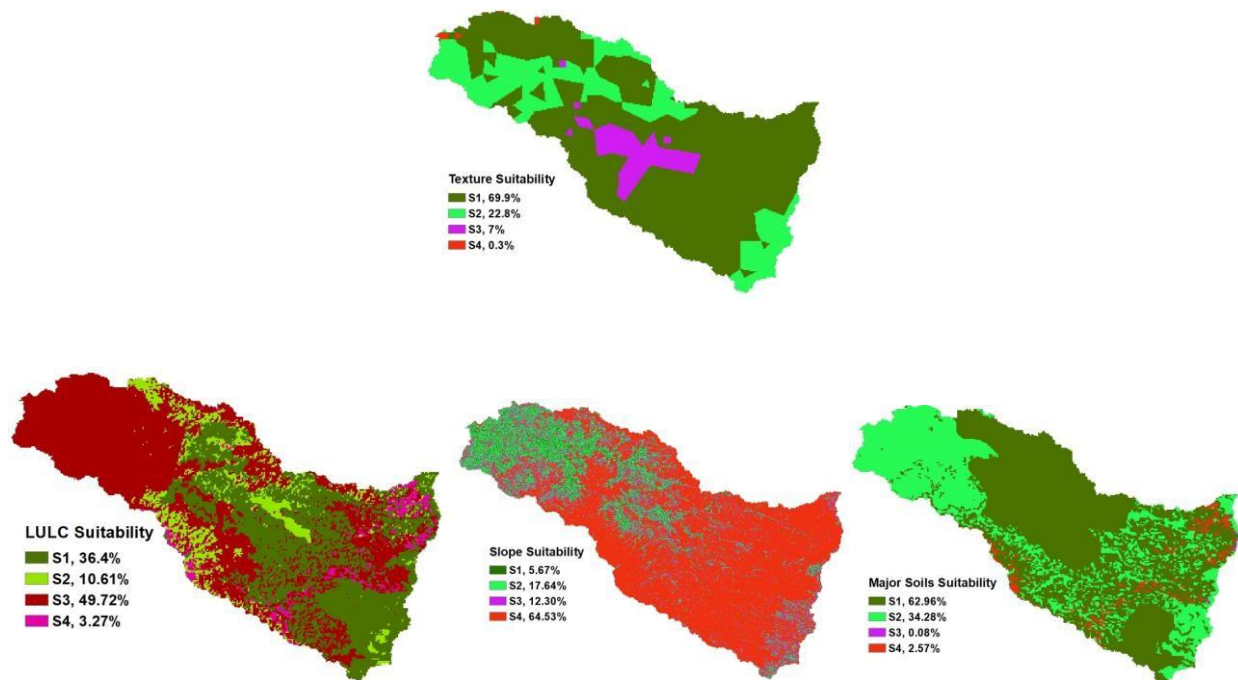 Texture Suitability
S1, 69.9%
S2, 22.8%
S3, 7%
S4, 0.3%
LULC Suitability
S1, 36.4%
S2, 10.61%
S3, 49.72%
S4, 3.27%
Slope Suitability
S1, 5.67%
S2, 17.64%
S3, 12.30%
S4, 64.53%
Major Soils Suitability
S1, 62.96%
S2, 34.28%
S3, 0.08%
S4, 2.57%